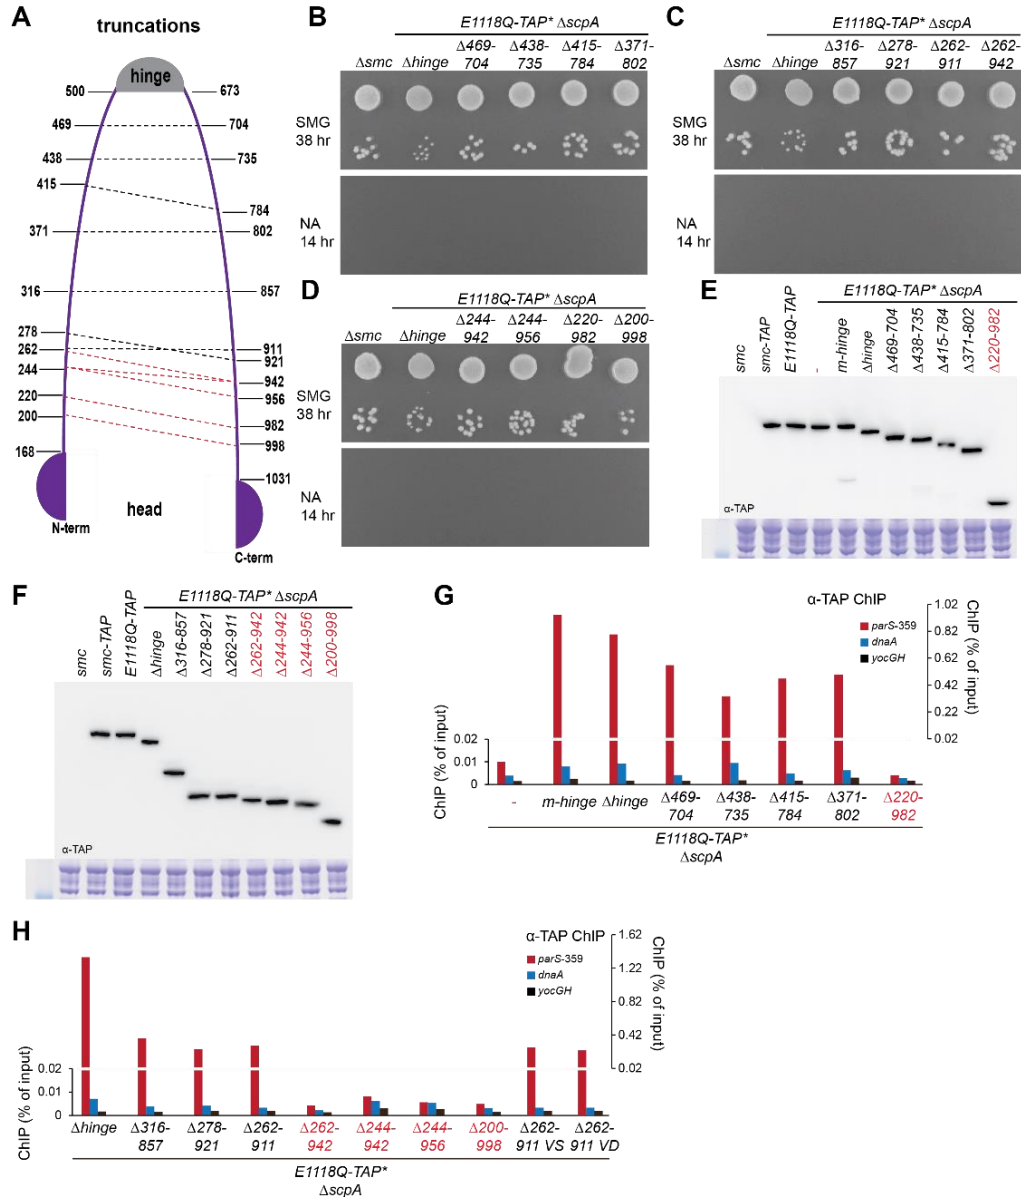 A
truncations
hinge
500
673
469
704
438
735
415
784
371
802
316
857
278
911
262
921
244
942
956
220
982
200
998
168
1031
head
N-term
C-term
B
E1118Q-TAP* ΔscpA
Δsmc
Δhinge
Δ469-704
Δ438-735
Δ415-784
Δ371-802
SMG
38 hr
NA
14 hr
C
E1118Q-TAP* ΔscpA
Δsmc
Δhinge
Δ316-857
Δ278-921
Δ262-911
Δ262-942
SMG
38 hr
NA
14 hr
D
E1118Q-TAP* ΔscpA
Δsmc
Δhinge
Δ244-942
Δ244-956
Δ220-982
Δ200-998
SMG
38 hr
NA
14 hr
E
E1118Q-TAP* ΔscpA
smc
smc-TAP
E1118Q-TAP
-
m-hinge
Δhinge
Δ469-704
Δ438-735
Δ415-784
Δ371-802
Δ220-982
α-TAP
F
E1118Q-TAP* ΔscpA
smc
smc-TAP
E1118Q-TAP
Δhinge
Δ316-857
Δ278-921
Δ262-911
Δ262-942
Δ244-942
Δ244-956
Δ200-998
α-TAP
G
α-TAP ChIP
parS-359
dnaA
yocGH
ChIP (% of input)
1.02
0.82
0.62
0.42
0.22
0.02
ChIP (% of input)
0.02
0.01
0
-
m-hinge
Δhinge
Δ469-704
Δ438-735
Δ415-784
Δ371-802
Δ220-982
E1118Q-TAP*
ΔscpA
H
α-TAP ChIP
parS-359
dnaA
yocGH
ChIP (% of input)
1.62
1.22
0.82
0.42
0.02
ChIP (% of input)
0.02
0.01
0
Δhinge
Δ316-857
Δ278-921
Δ262-911
Δ262-942
Δ244-942
Δ244-956
Δ200-998
Δ262-911 VS
Δ262-911 VD
E1118Q-TAP*
ΔscpA